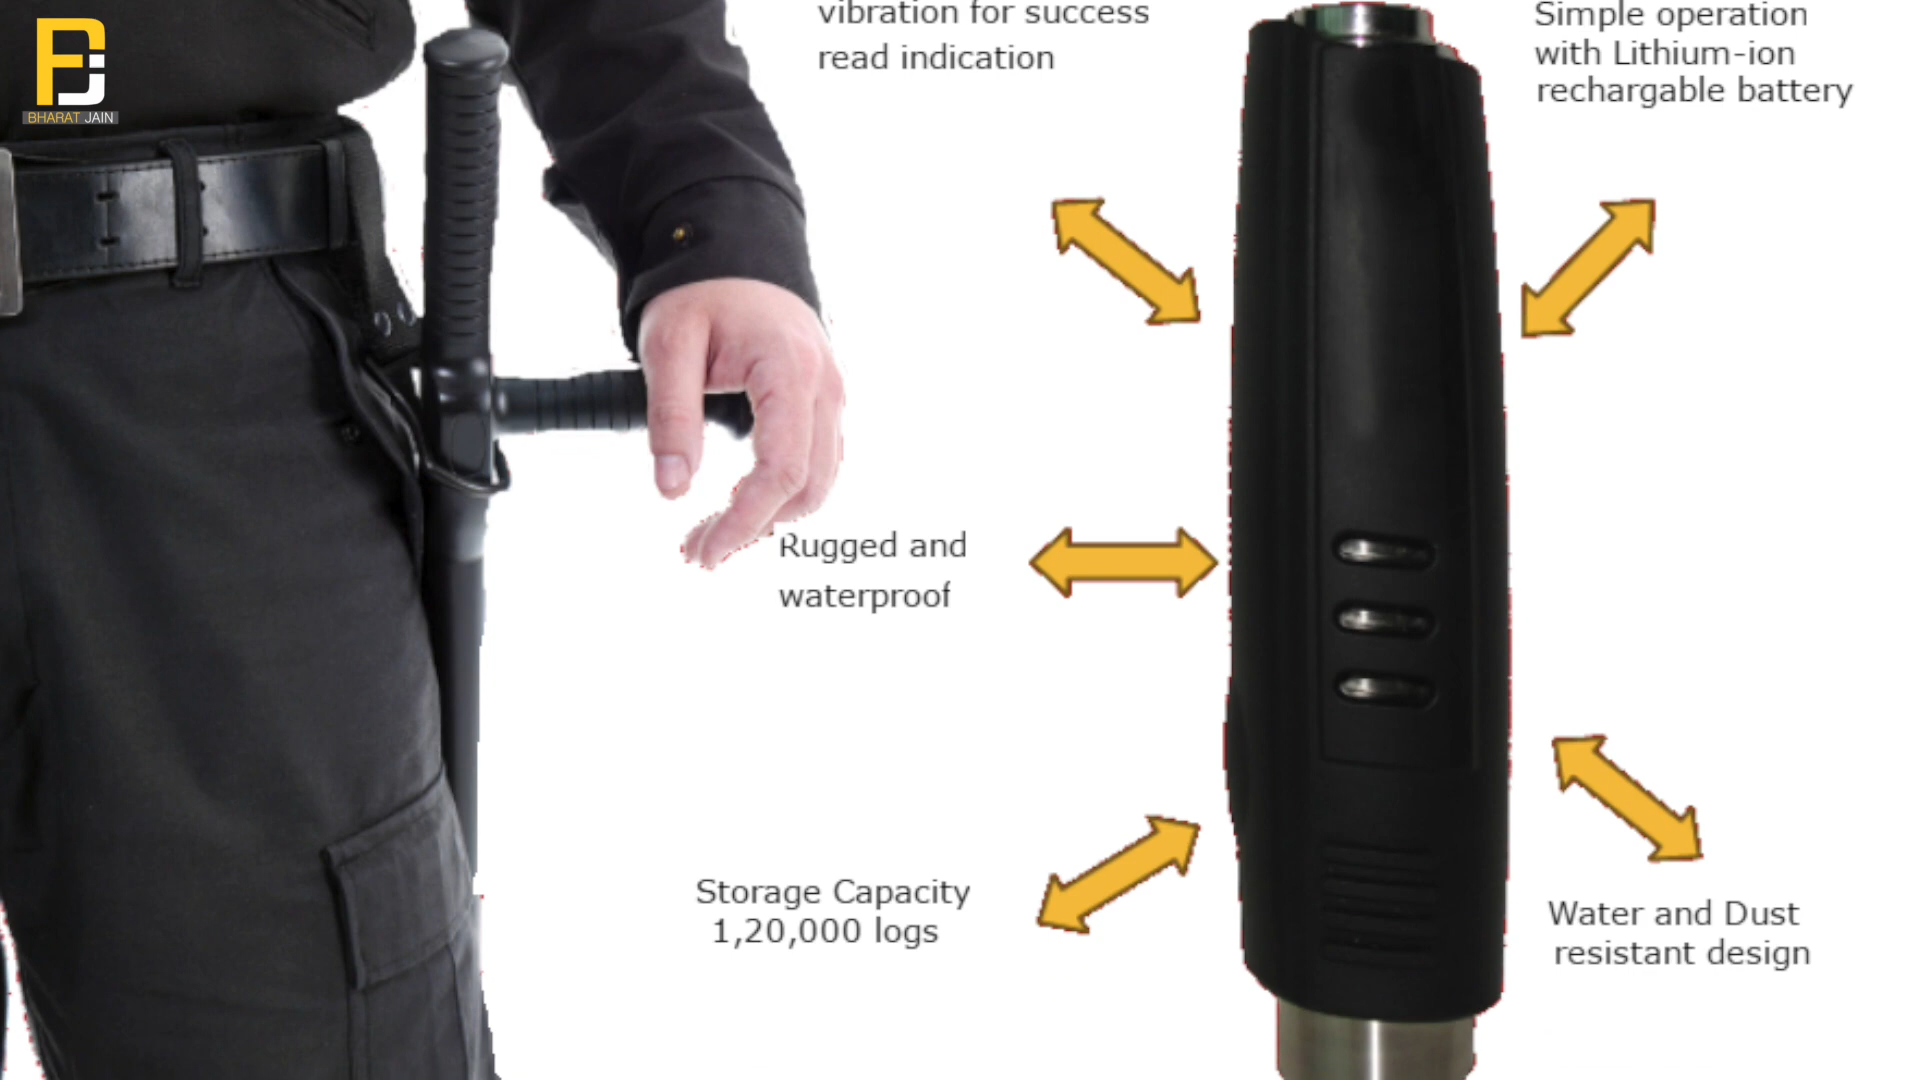 BHARAT JAIN
vibration for success
read indication
Simple operation
with Lithium-ion
rechargable battery
Rugged and
waterproof
Storage Capacity
1,20,000 logs
Water and Dust
resistant design